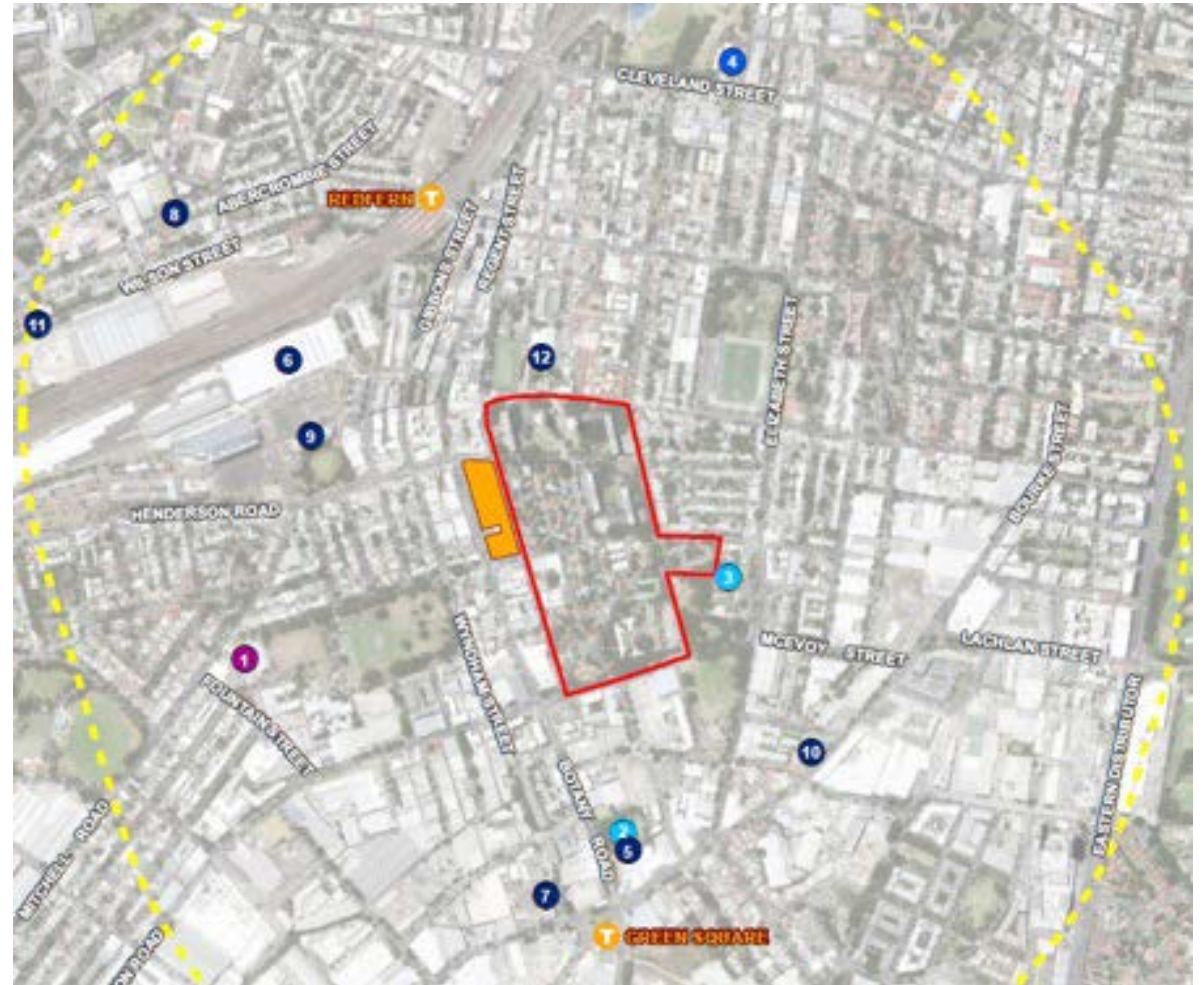 4
CLEVELAND STREET
ABERCROMBIE STREET
REDFERN T
8
REGENT STREET
GIBBONS STREET
WILSON STREET
11
6
12
ELIZABETH STREET
9
BOURKE STREET
HENDERSON ROAD
3
MCEVOY STREET
LACHLAN STREET
1
WYNDHAM STREET
FOUNTAIN STREET
EASTERN DISTRIBUTOR
10
BOTANY ROAD
MITCHELL ROAD
2
5
7
T GREEN SQUARE
ON ROAD